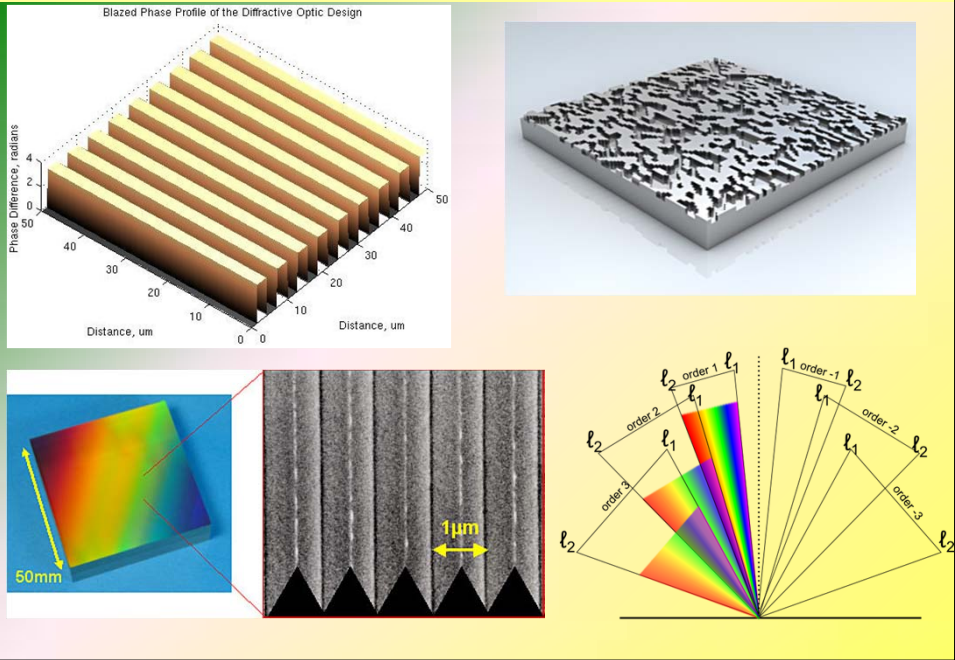 Blazed Phase Profile of the Diffractive Optic Design
Phase Difference, radians
4
2
0
50
40
30
20
10
0
Distance, um
0
10
20
30
40
50
Distance, um
50mm
1µm
ℓ2 order 1 ℓ1
ℓ2 order 2 ℓ1
ℓ2 order 3 ℓ1
ℓ1 order -1 ℓ2
ℓ1 order -2 ℓ2
ℓ1 order -3 ℓ2